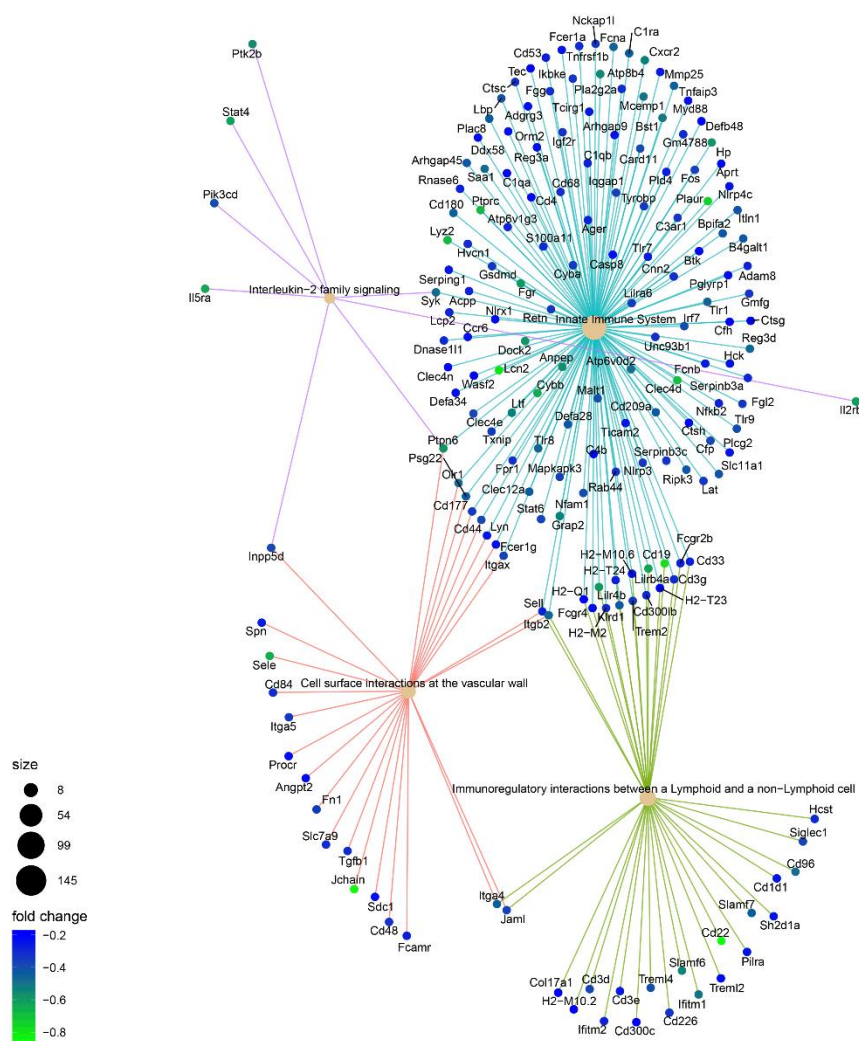 Nckap1l
Ptk2b
Fcer1a
Fcna
C1ra
Tnfrsf1b
Cd53
Cxcr2
Tec
Ikbke
Atp8b4
Mmp25
Ctsc
Fgg
Pla2g2a
Tnfaip3
Stat4
Lbp
Adgrg3
Tcirg1
Mcemp1
Myd88
Plac8
Orm2
Igf2r
Arhgap9
Bst1
Defb48
Ddx58
Reg3a
C1qb
Card11
Gm4788
Hp
Arhgap45
Saa1
Rnase6
C1qa
Cd68
Iqgap1
Pld4
Fos
Aprt
Pik3cd
Cd180
Ptprc
Cd4
Tyrobp
Plaur
Nlrp4c
Atp6v1g3
Ager
C3ar1
Bpifa2
Itln1
Lyz2
Hvcn1
S100a11
Tlr7
B4galt1
Serping1
Gsdmd
Cyba
Casp8
Cnn2
Btk
Adam8
Interleukin-2 family signaling
Fgr
Pglyrp1
Il5ra
Syk
Acpp
Lilra6
Gmfg
Lcp2
Nlrx1
Retn
Innate Immune System
Irf7
Tlr1
Cfh
Ctsg
Ccr6
Dnase1l1
Dock2
Unc93b1
Reg3d
Clec4n
Wasf2
Lcn2
Anpep
Atp6v0d2
Fcnb
Hck
Defa34
Cybb
Malt1
Clec4d
Serpinb3a
Ltf
Cd209a
Nfkb2
Fgl2
Il2rb
Clec4e
Defa28
Ticam2
Ctsh
Tlr9
Ptpn6
Txnip
Tlr8
C4b
Cfp
Plcg2
Psg22
Olr1
Fpr1
Mapkapk3
Nlrp3
Serpinb3c
Slc11a1
Cd177
Clec12a
Nfam1
Rab44
Ripk3
Lat
Cd44
Lyn
Stat6
Grap2
Fcer1g
Fcgr2b
Inpp5d
Itgax
H2-M10.6
Cd19
Cd33
H2-T24
Lilrb4a
Cd3g
H2-Q1
Lilr4b
H2-T23
Spn
Sell
Fcgr4
Klrd1
Cd300lb
Itgb2
H2-M2
Trem2
Sele
Cd84
Cell surface interactions at the vascular wall
Itga5
Procr
size
Angpt2
8
Immunoregulatory interactions between a Lymphoid and a non-Lymphoid cell
54
Fn1
Hcst
99
Slc7a9
Siglec1
145
Tgfb1
Cd96
Jchain
Itga4
Cd1d1
fold change
Sdc1
Jaml
Slamf7
-0.2
Cd48
Cd22
Sh2d1a
-0.4
Fcamr
Pilra
-0.6
Col17a1
Cd3d
Treml4
Slamf6
-0.8
H2-M10.2
Cd3e
Ifitm1
Treml2
Ifitm2
Cd300c
Cd226